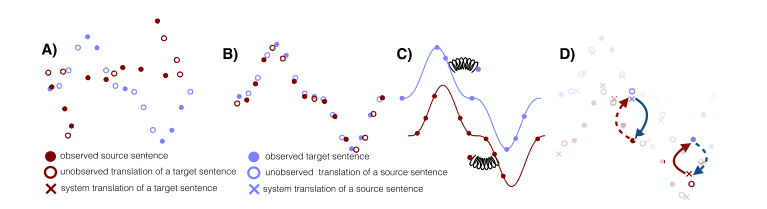 A)
B)
C)
D)
observed source sentence
unobserved translation of a target sentence
system translation of a target sentence
observed target sentence
unobserved translation of a source sentence
system translation of a source sentence